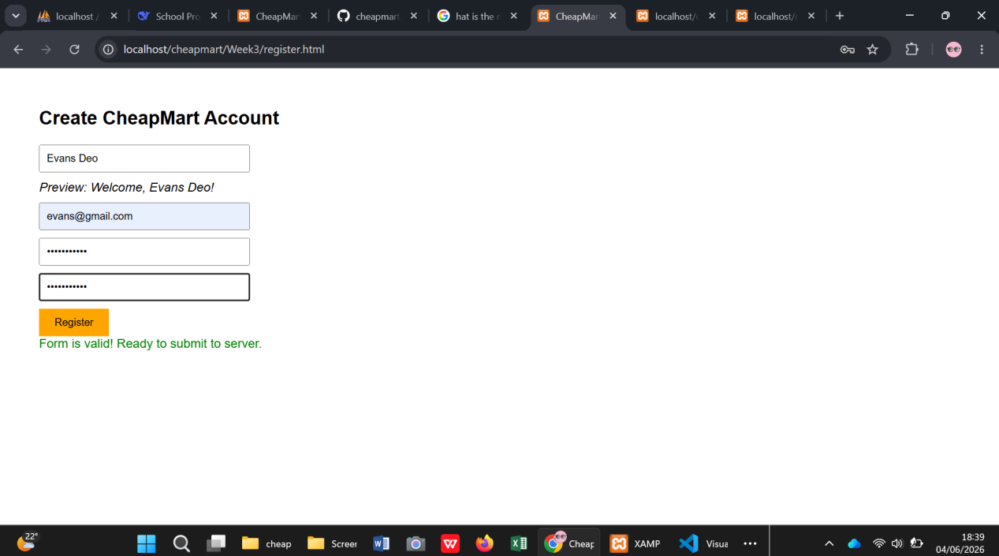 localhost /
School Pro
CheapMar
cheapmart
hat is the r
CheapMar
localhost/
localhost/
localhost/cheapmart/Week3/register.html
Create CheapMart Account
Evans Deo
Preview: Welcome, Evans Deo!
evans@gmail.com
•••••••••••
•••••••••••
Register
Form is valid! Ready to submit to server.
22°
cheap
Screer
Cheap
XAMP
Visua
18:39
04/06/2026